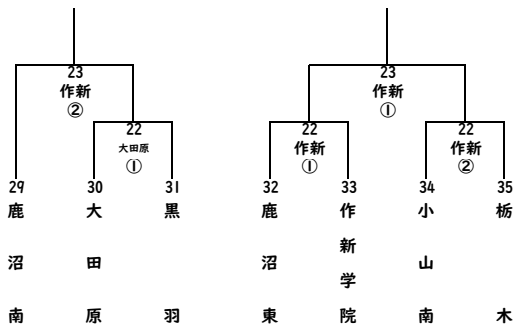 23 23
作新 作新
② ①
22 22 22
大田原 作新 作新
① ① ②
29 30 31 32 33 34 35
鹿沼南
大田原
黒羽
鹿沼東
作新学院
小山南
栃木